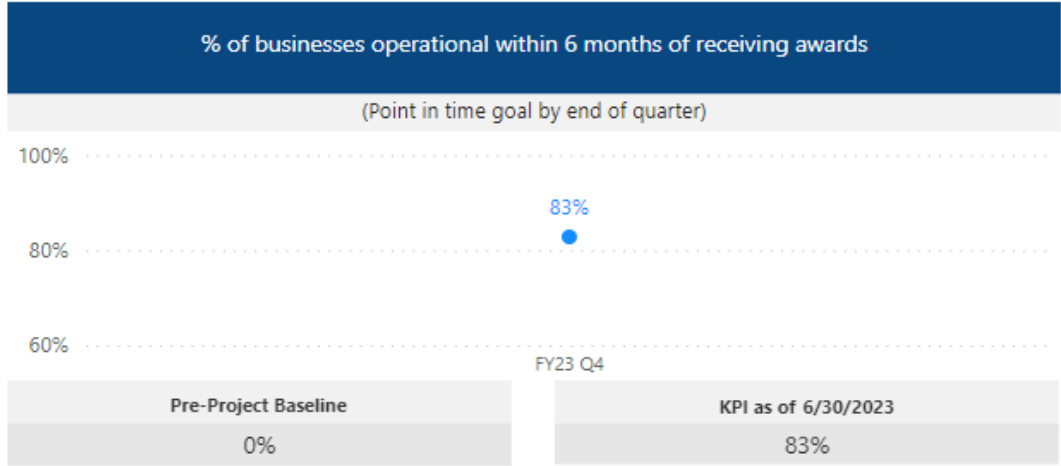 % of businesses operational within 6 months of receiving awards
(Point in time goal by end of quarter)
100%
83%
80%
60%
FY23 Q4
Pre-Project Baseline
KPI as of 6/30/2023
0%
83%